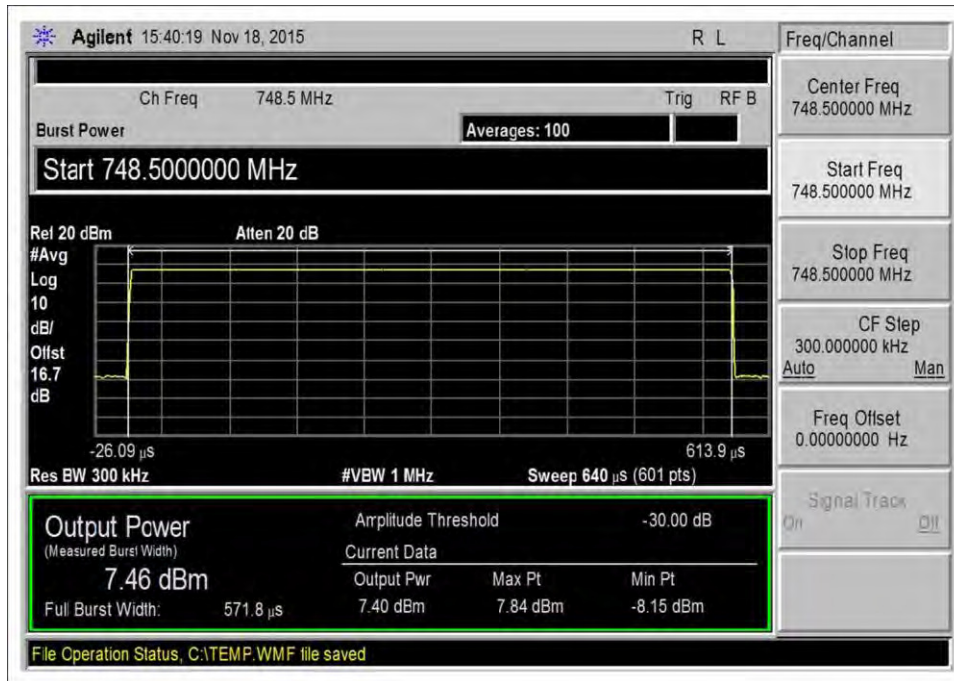 Agilent 15:40:19 Nov 18, 2015 R L
Freq/Channel
Ch Freq 748.5 MHz Trig RF B
Burst Power Averages: 100
Start 748.5000000 MHz
Ref 20 dBm Atten 20 dB
#Avg
Log
10
dB/
Offst
16.7
dB
-26.09 µs 613.9 µs
Res BW 300 kHz #VBW 1 MHz Sweep 640 µs (601 pts)
Output Power
(Measured Burst Width)
7.46 dBm
Full Burst Width: 571.8 µs
Amplitude Threshold -30.00 dB
Current Data
Output Pwr Max Pt Min Pt
7.40 dBm 7.84 dBm -8.15 dBm
File Operation Status, C:\TEMP.WMF file saved
Center Freq
748.500000 MHz
Start Freq
748.500000 MHz
Stop Freq
748.500000 MHz
CF Step
300.000000 kHz
Auto Man
Freq Offset
0.00000000 Hz
Signal Track
On Off